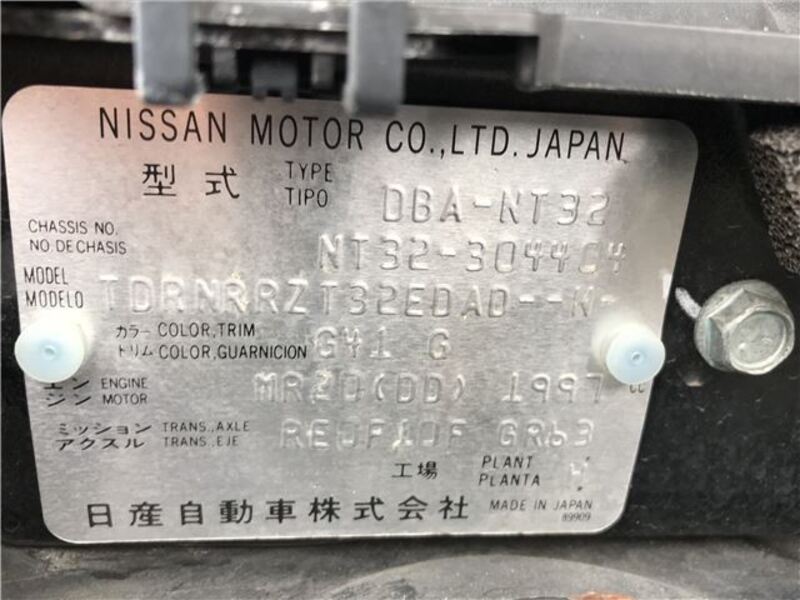 NISSAN MOTOR CO.,LTD. JAPAN
型式 TYPE TIPO DBA-NT32
CHASSIS NO. NO. DE CHASIS NT32-304404
MODEL MODELO TDRNRRZT32EDAD--N-
カラー COLOR,TRIM
トリム COLOR,GUARNICION G41 G
エン ENGINE
ジン MOTOR MR20(DD) 1997 cc
ミッション TRANS.,AXLE
アクスル TRANS.,EJE RE0F10F GR63
工場 PLANT PLANTA
日産自動車株式会社 MADE IN JAPAN
89909